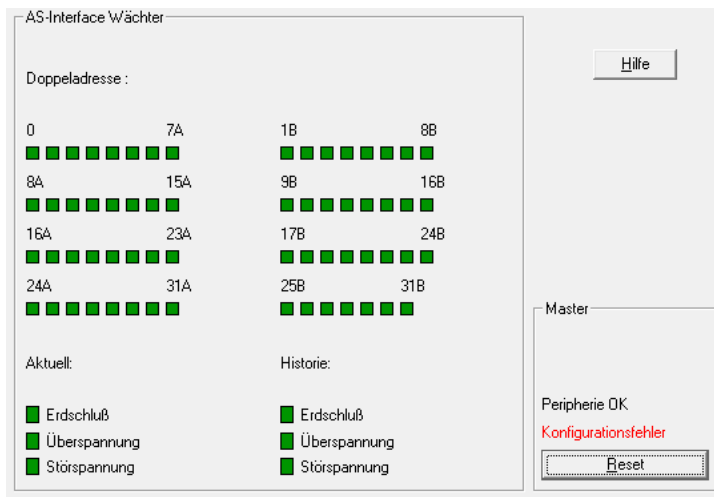 AS-Interface Wächter
Hilfe
Doppeladresse :
0 7A 1B 8B
8A 15A 9B 16B
16A 23A 17B 24B
24A 31A 25B 31B
Master
Aktuell: Historie:
Erdschluß Erdschluß
Überspannung Überspannung
Störspannung Störspannung
Peripherie OK
Konfigurationsfehler
Reset